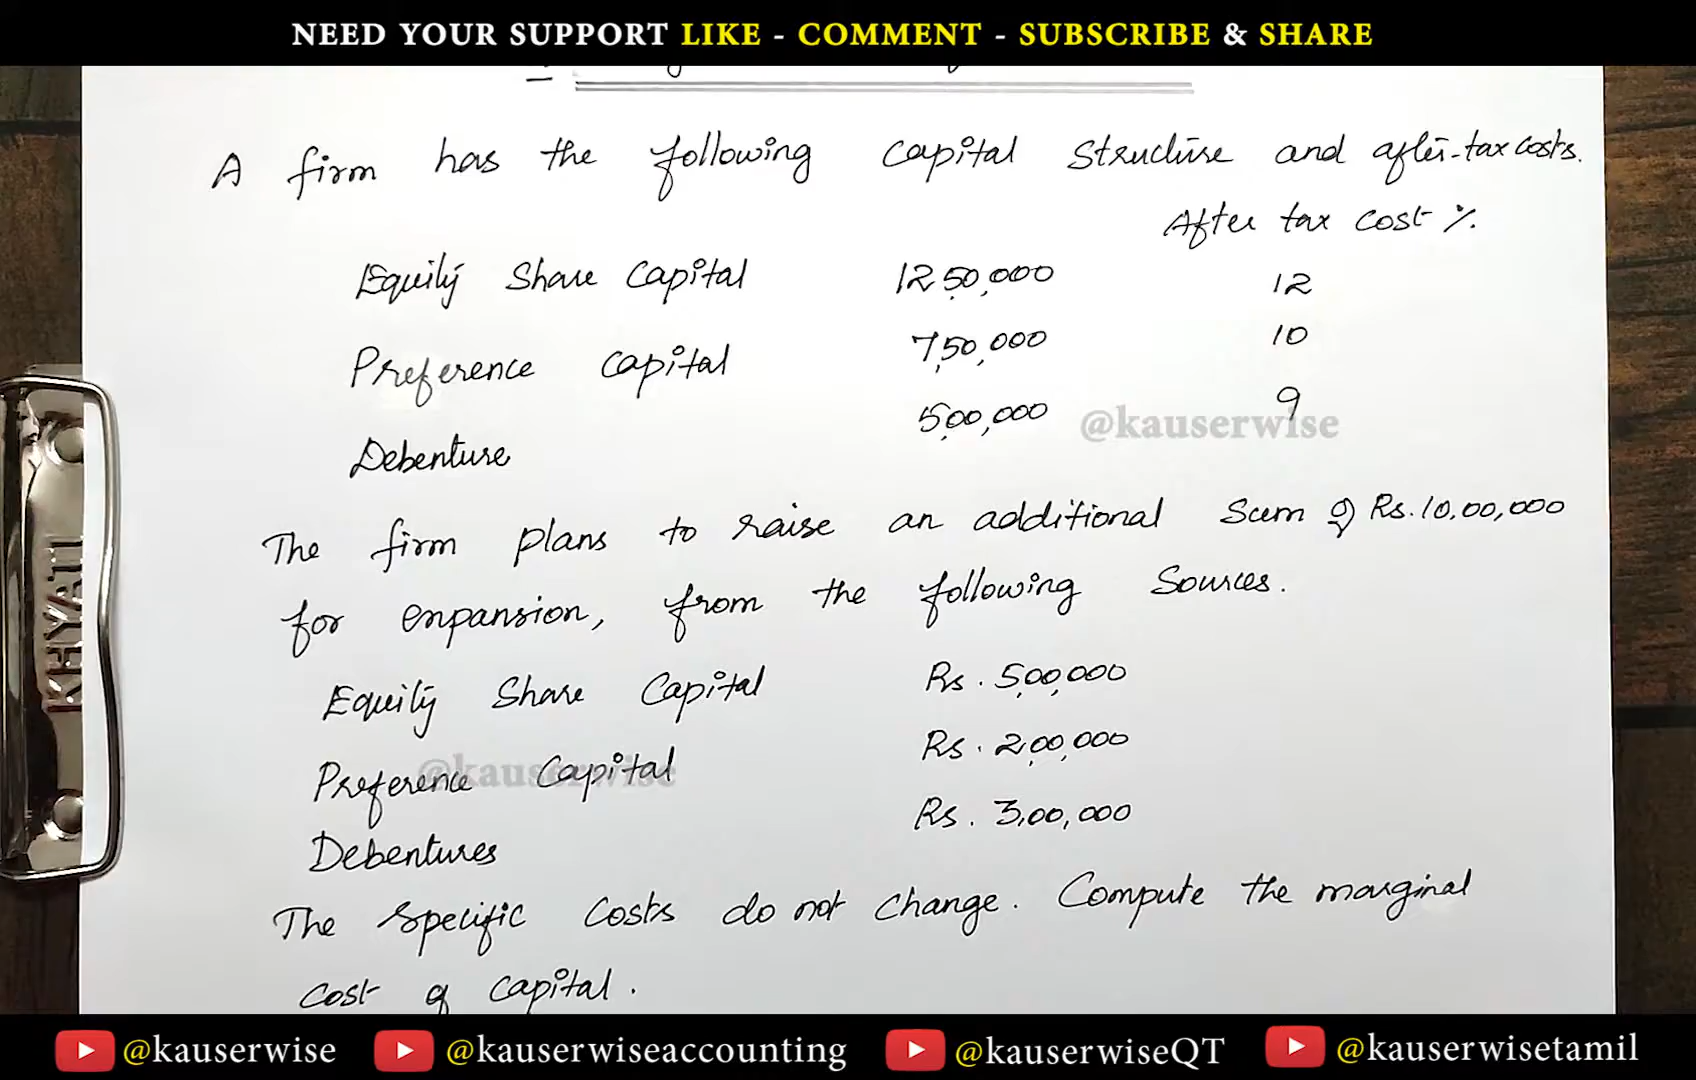 NEED YOUR SUPPORT LIKE - COMMENT - SUBSCRIBE & SHARE
A firm has the following capital structure and after-tax costs.
After tax cost %
Equity Share Capital 12,50,000 12
Preference Capital 7,50,000 10
Debenture 5,00,000 9
@kauserwise
The firm plans to raise an additional sum of Rs. 10,00,000
for expansion, from the following sources.
Equity Share Capital Rs. 5,00,000
Preference Capital Rs. 2,00,000
@kauserwise
Debentures Rs. 3,00,000
The specific costs do not change. Compute the marginal
cost of capital.
KHYATI
@kauserwise @kauserwiseaccounting @kauserwiseQT @kauserwisetamil